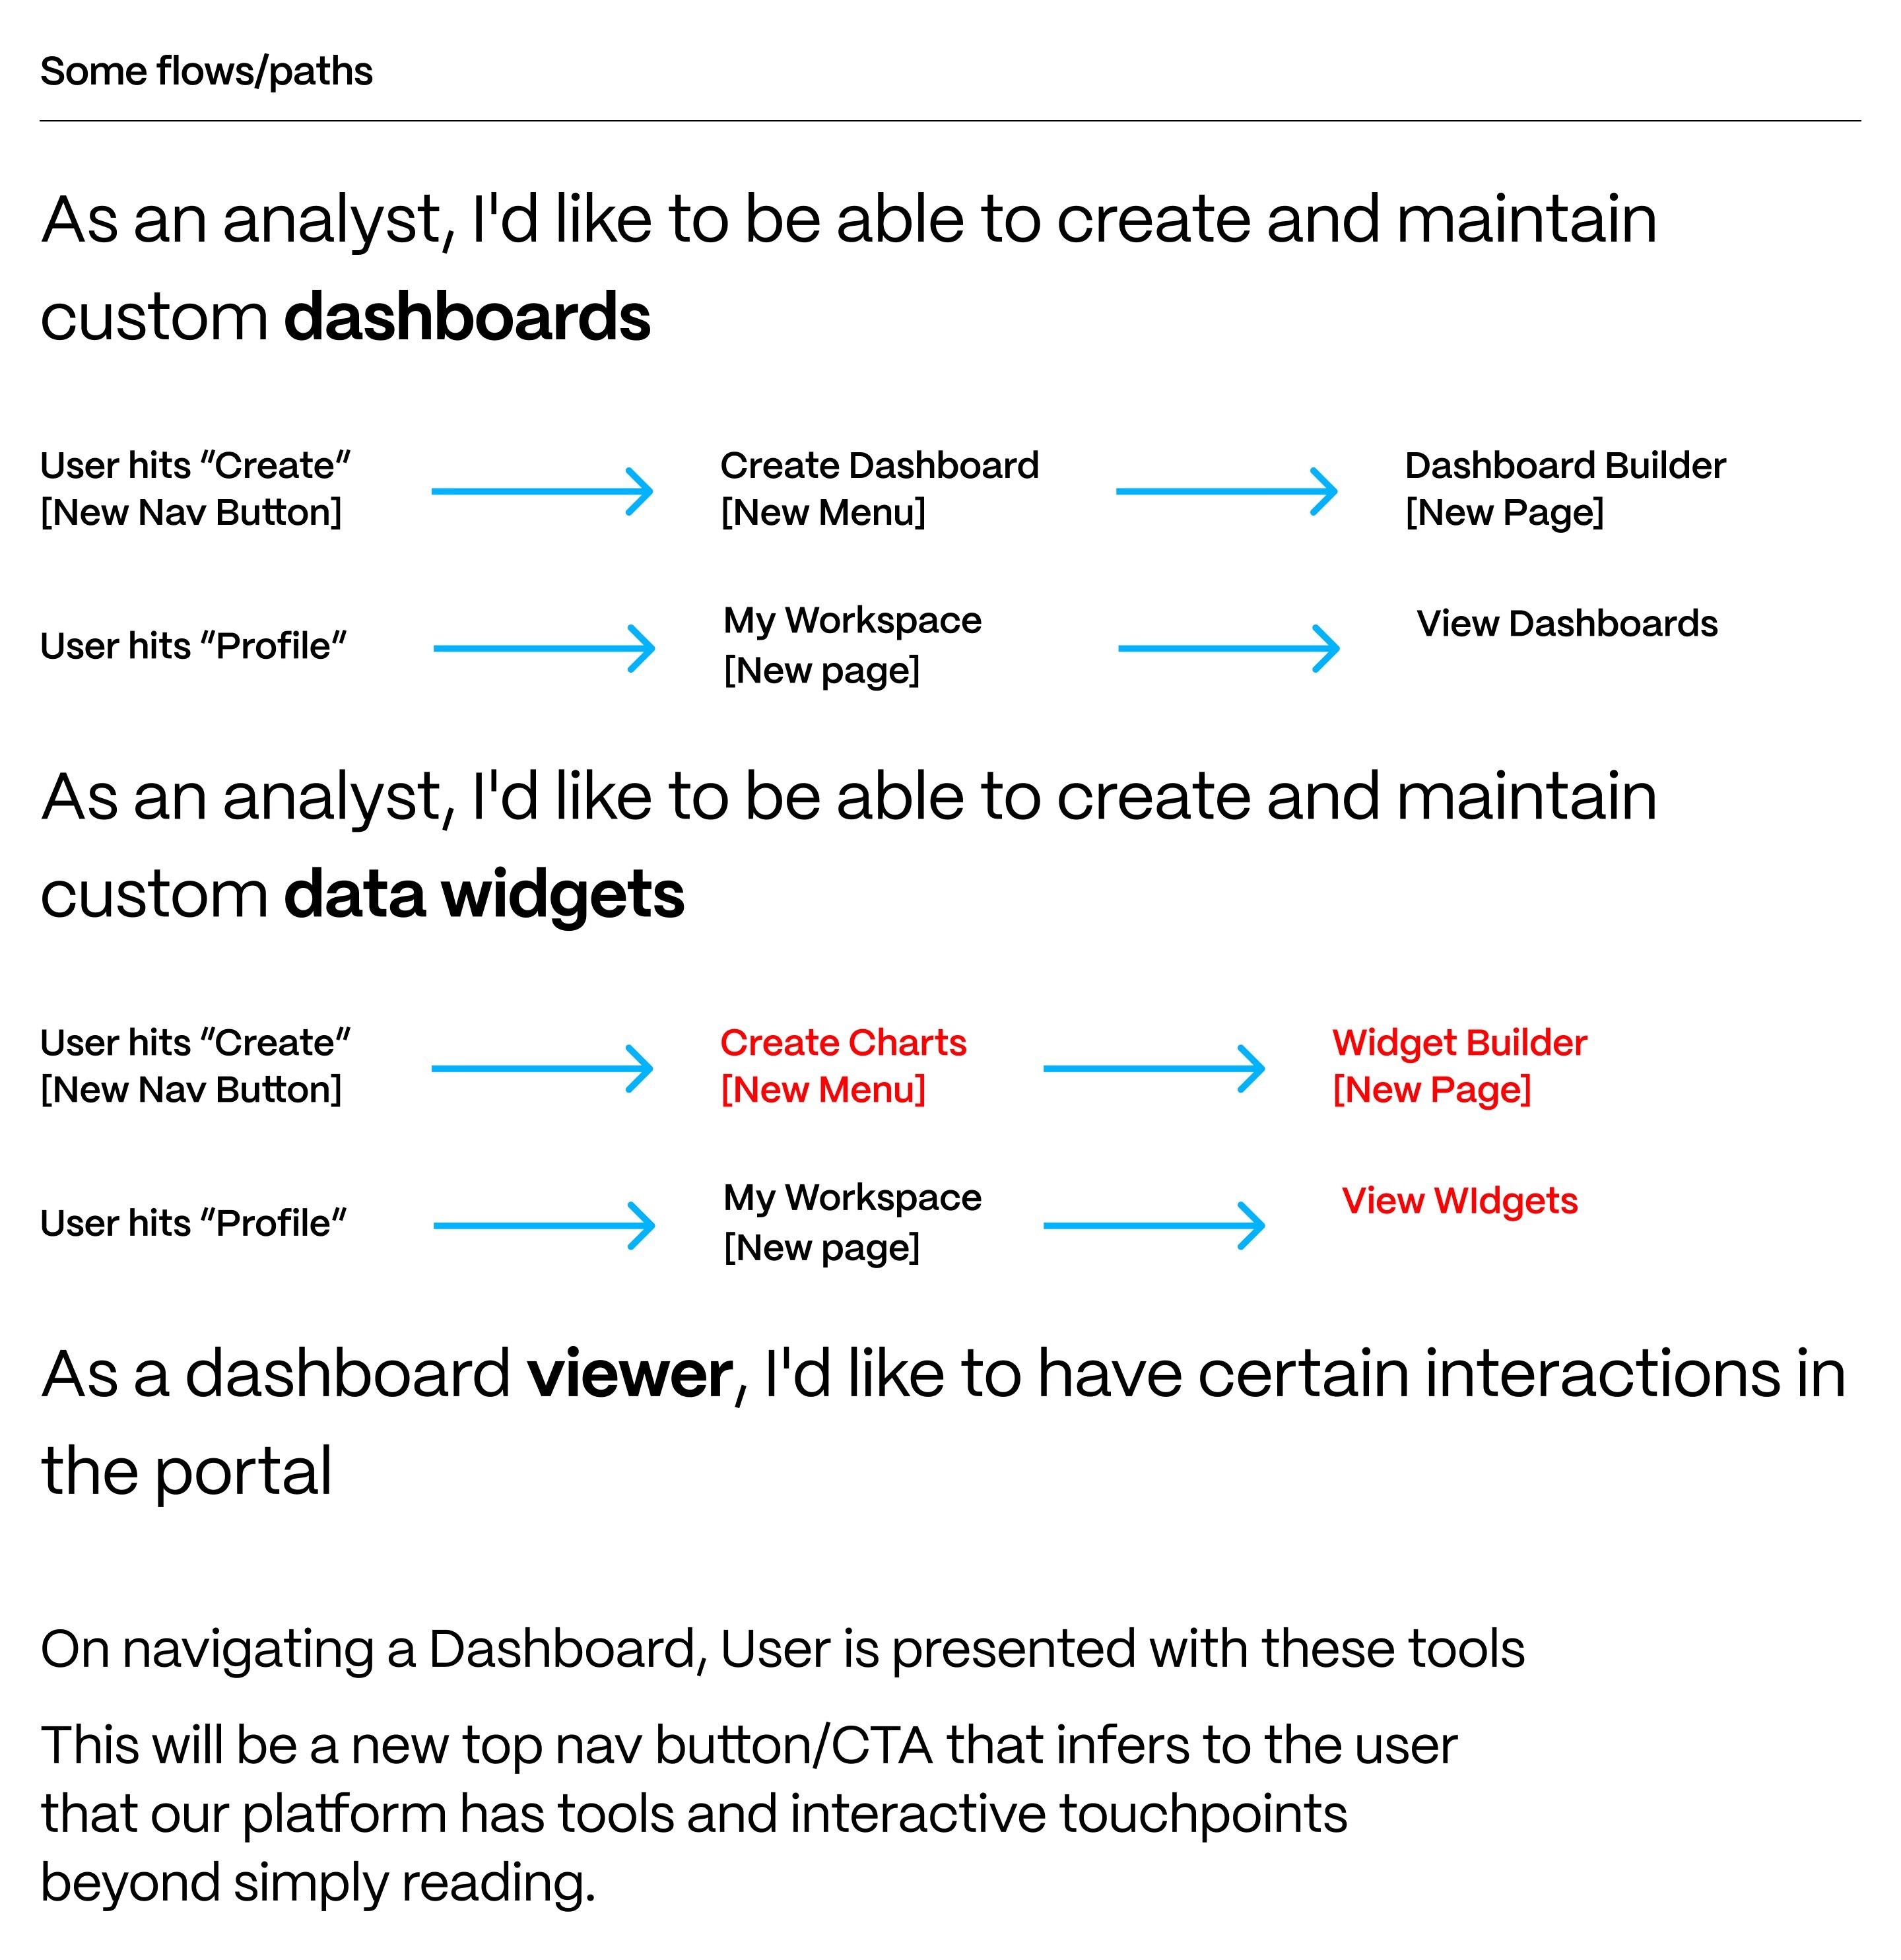 Some flows/paths
As an analyst, I'd like to be able to create and maintain
custom dashboards
User hits "Create"
[New Nav Button]
Create Dashboard
[New Menu]
Dashboard Builder
[New Page]
User hits "Profile"
My Workspace
[New page]
View Dashboards
As an analyst, I'd like to be able to create and maintain
custom data widgets
User hits "Create"
[New Nav Button]
Create Charts
[New Menu]
Widget Builder
[New Page]
User hits "Profile"
My Workspace
[New page]
View WIdgets
As a dashboard viewer, I'd like to have certain interactions in
the portal
On navigating a Dashboard, User is presented with these tools
This will be a new top nav button/CTA that infers to the user
that our platform has tools and interactive touchpoints
beyond simply reading.